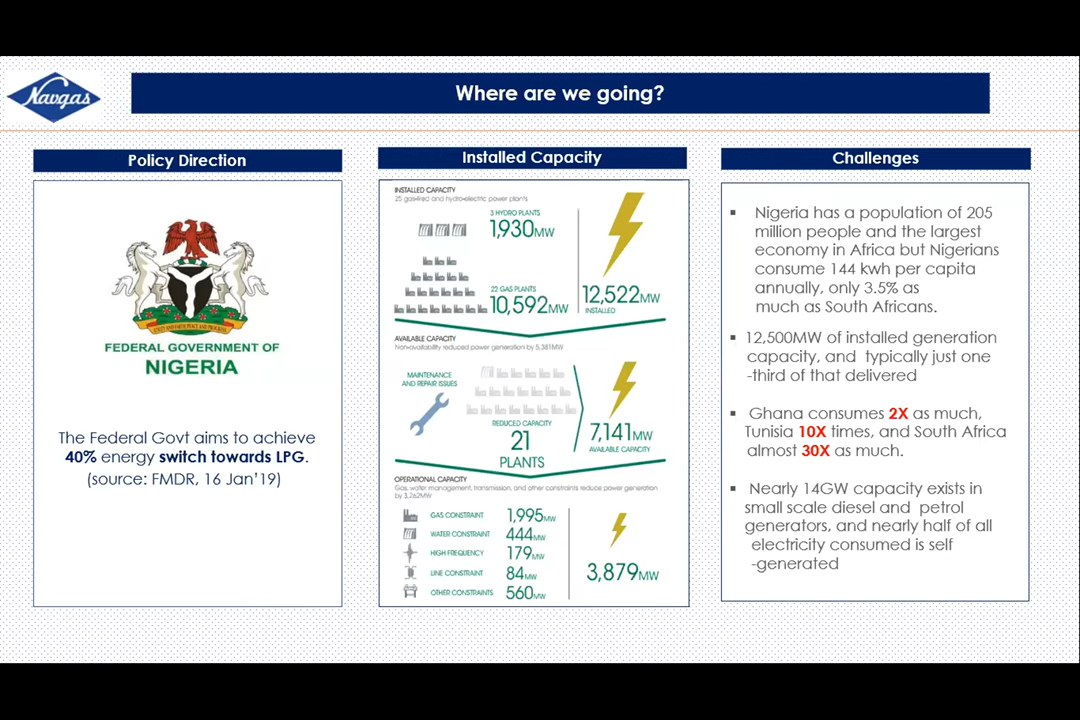 Navgas
Where are we going?
Policy Direction
FEDERAL GOVERNMENT OF
NIGERIA
The Federal Govt aims to achieve
40% energy switch towards LPG.
(source: FMDR, 16 Jan'19)
Installed Capacity
INSTALLED CAPACITY
25 gas-fired and hydro-electric power plants
3 HYDRO PLANTS
1,930MW
22 GAS PLANTS
10,592MW
12,522MW
INSTALLED
AVAILABLE CAPACITY
Non-availability reduced power generation by 5,381MW
MAINTENANCE
AND REPAIR ISSUES
REDUCED CAPACITY
21
PLANTS
7,141MW
AVAILABLE CAPACITY
OPERATIONAL CAPACITY
Gas, water management, transmission, and other constraints reduce power generation
by 3,262MW
GAS CONSTRAINT 1,995MW
WATER CONSTRAINT 444MW
HIGH FREQUENCY 179MW
LINE CONSTRAINT 84MW
OTHER CONSTRAINTS 560MW
3,879MW
Challenges
▪ Nigeria has a population of 205
million people and the largest
economy in Africa but Nigerians
consume 144 kwh per capita
annually, only 3.5% as
much as South Africans.
▪ 12,500MW of installed generation
capacity, and typically just one
-third of that delivered
▪ Ghana consumes 2X as much,
Tunisia 10X times, and South Africa
almost 30X as much.
▪ Nearly 14GW capacity exists in
small scale diesel and petrol
generators, and nearly half of all
electricity consumed is self
-generated